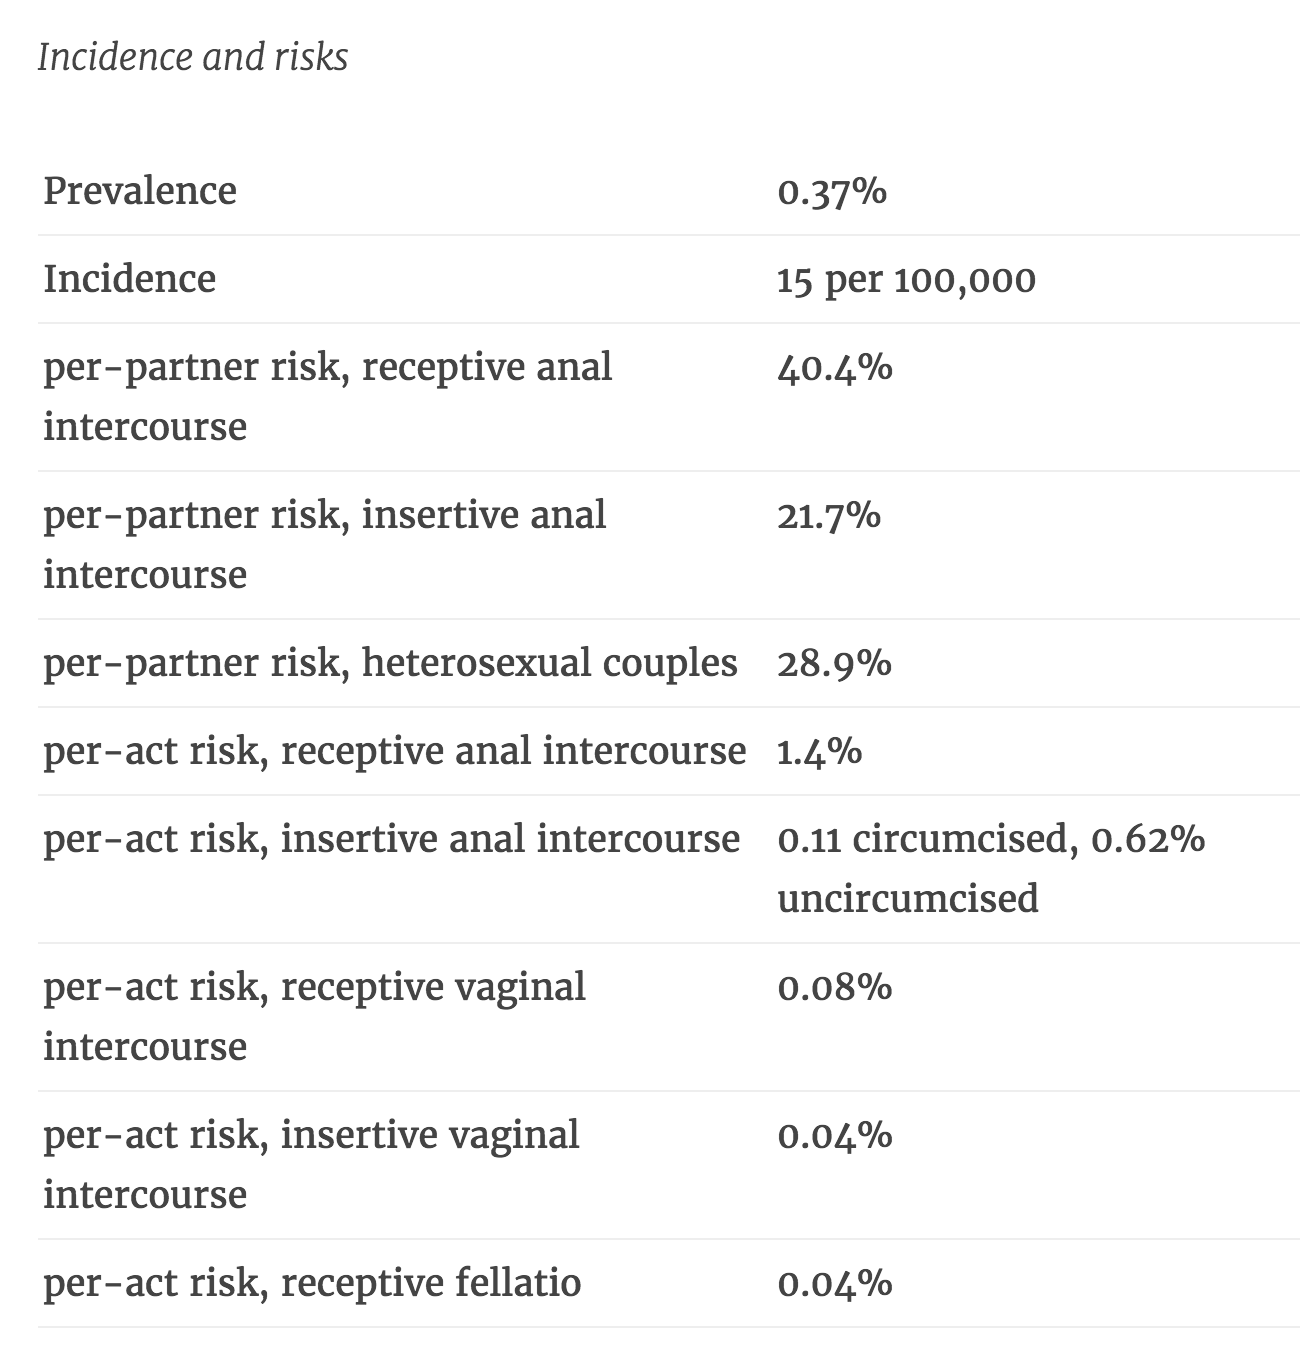 Incidence and risks
Prevalence 0.37%
Incidence 15 per 100,000
per-partner risk, receptive anal 40.4%
intercourse
per-partner risk, insertive anal 21.7%
intercourse
per-partner risk, heterosexual couples 28.9%
per-act risk, receptive anal intercourse 1.4%
per-act risk, insertive anal intercourse 0.11 circumcised, 0.62%
uncircumcised
per-act risk, receptive vaginal 0.08%
intercourse
per-act risk, insertive vaginal 0.04%
intercourse
per-act risk, receptive fellatio 0.04%